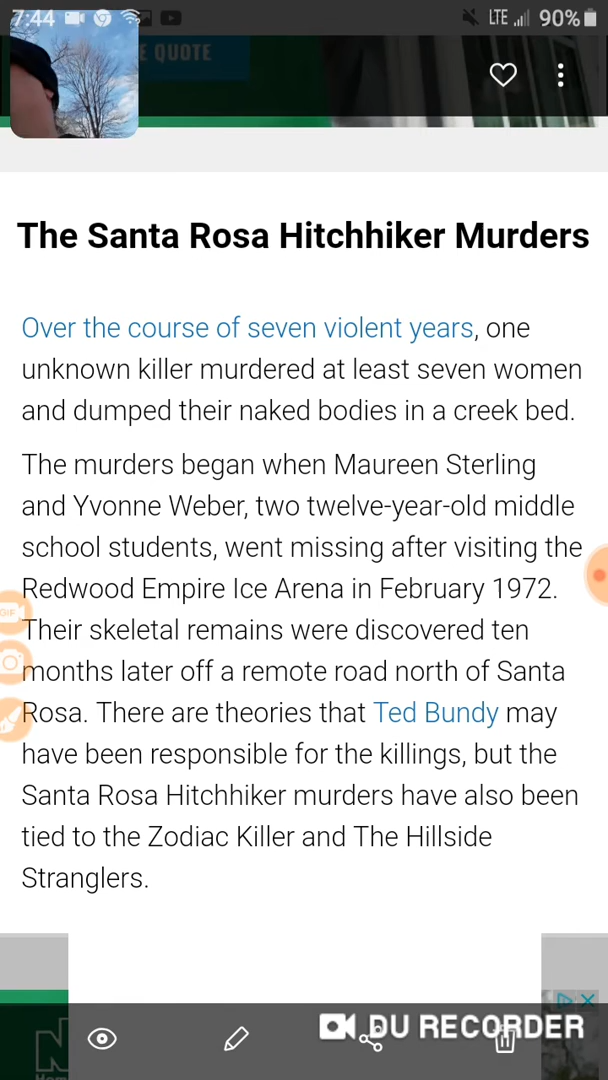 7:44 LTE 90%
E QUOTE
The Santa Rosa Hitchhiker Murders
Over the course of seven violent years, one
unknown killer murdered at least seven women
and dumped their naked bodies in a creek bed.
The murders began when Maureen Sterling
and Yvonne Weber, two twelve-year-old middle
school students, went missing after visiting the
Redwood Empire Ice Arena in February 1972.
GIF
Their skeletal remains were discovered ten
months later off a remote road north of Santa
Rosa. There are theories that Ted Bundy may
have been responsible for the killings, but the
Santa Rosa Hitchhiker murders have also been
tied to the Zodiac Killer and The Hillside
Stranglers.
DU RECORDER
N